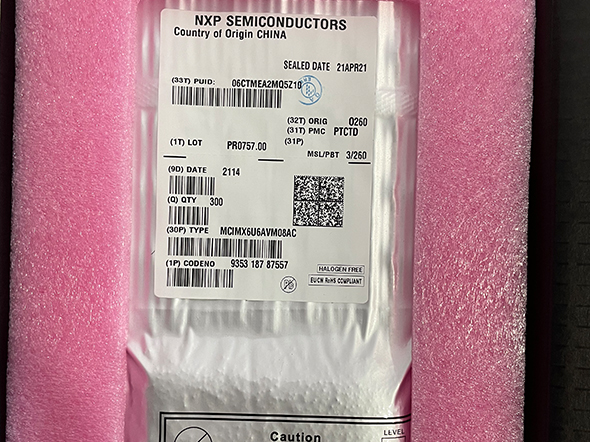 NXP SEMICONDUCTORS
Country of Origin CHINA
SEALED DATE 21APR21
(33T) PUID: 06CTMEA2MQ5Z10
(32T) ORIG 0260
(31T) PMC PTCTD
(31P)
(1T) LOT PR0757.00
MSL/PBT 3/260
(9D) DATE 2114
(Q) QTY 300
(30P) TYPE MCIMX6U6AVM08AC
(1P) CODENO 9353 187 87557
HALOGEN FREE
EU/CN RoHS COMPLIANT
Pb
Caution
LEVEL